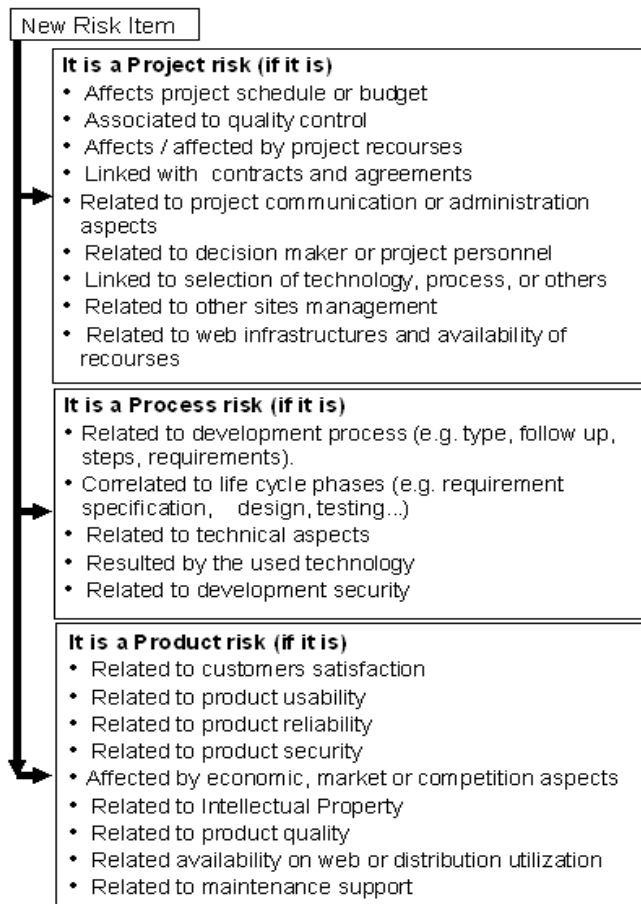 New Risk Item
It is a Project risk (if it is)
• Affects project schedule or budget
• Associated to quality control
• Affects / affected by project recourses
• Linked with contracts and agreements
• Related to project communication or administration
aspects
• Related to decision maker or project personnel
• Linked to selection of technology, process, or others
• Related to other sites management
• Related to web infrastructures and availability of
recourses
It is a Process risk (if it is)
• Related to development process (e.g. type, follow up,
steps, requirements).
• Correlated to life cycle phases (e.g. requirement
specification, design, testing...)
• Related to technical aspects
• Resulted by the used technology
• Related to development security
It is a Product risk (if it is)
• Related to customers satisfaction
• Related to product usability
• Related to product reliability
• Related to product security
• Affected by economic, market or competition aspects
• Related to Intellectual Property
• Related to product quality
• Related availability on web or distribution utilization
• Related to maintenance support